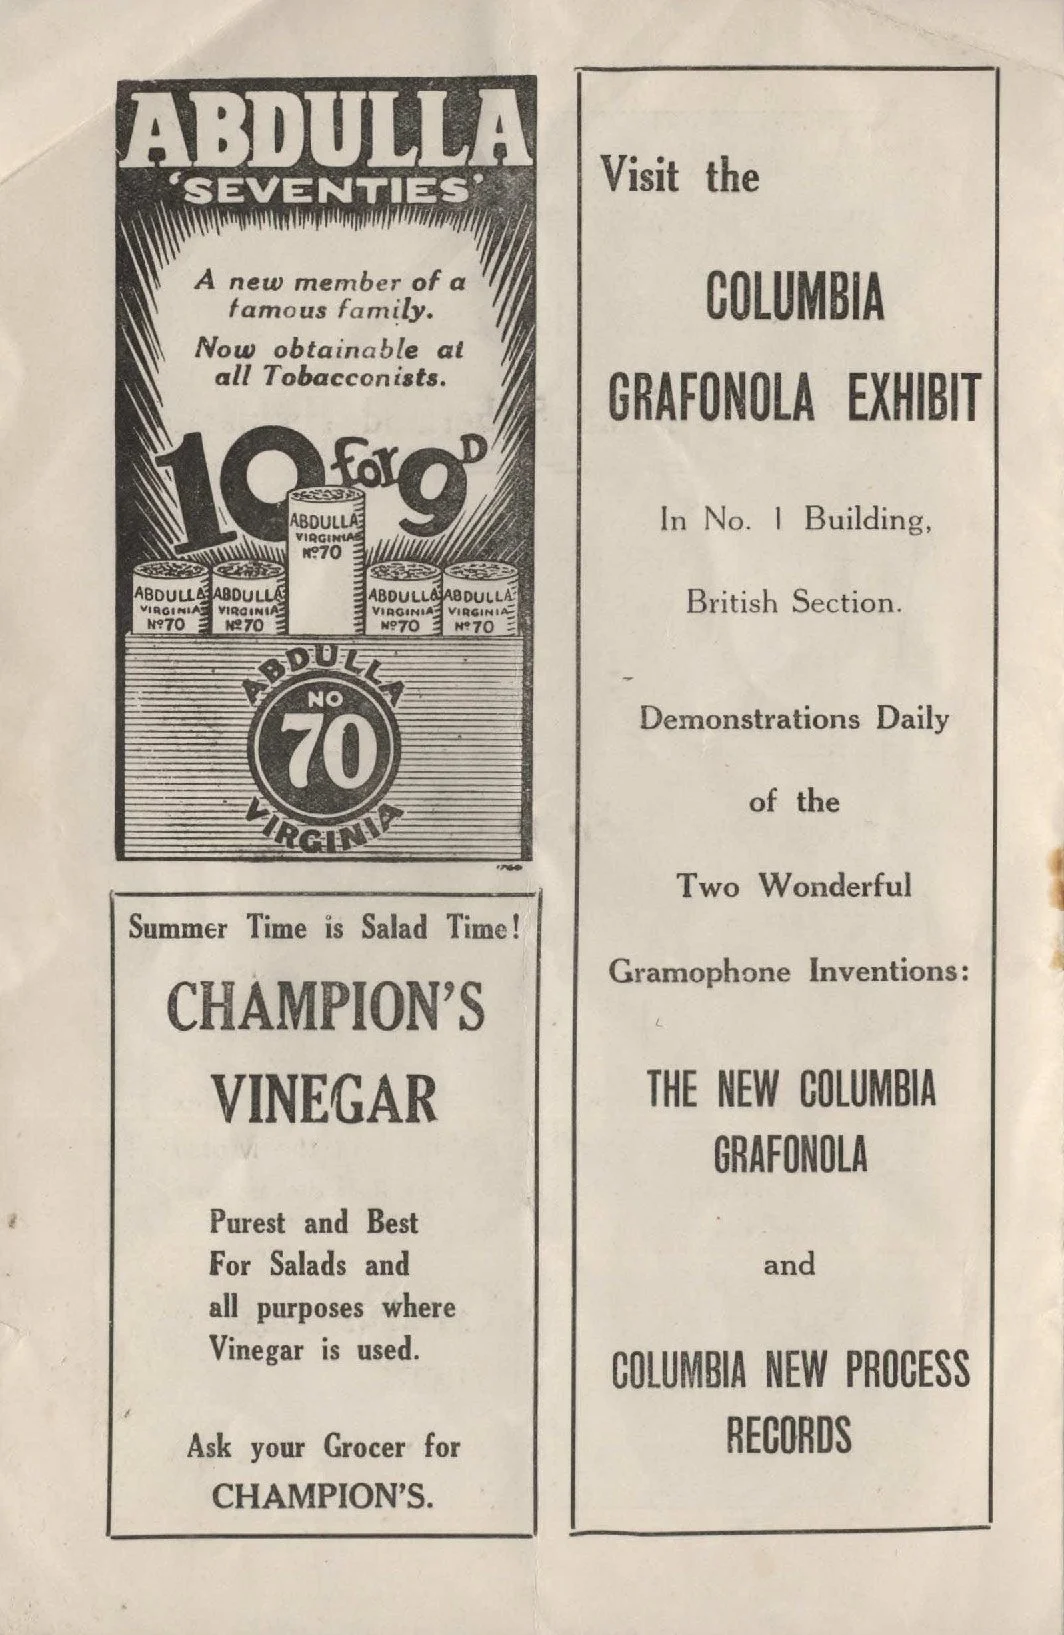 ABDULLA
'SEVENTIES'
A new member of a
famous family.
Now obtainable at
all Tobacconists.
10 for 9D
ABDULLA
VIRGINIA
Nº70
ABDULLA
VIRGINIA
Nº70
ABDULLA
VIRGINIA
Nº70
ABDULLA
VIRGINIA
Nº70
ABDULLA
VIRGINIA
Nº70
ABDULLA
NO
70
VIRGINIA
Summer Time is Salad Time!
CHAMPION'S
VINEGAR
Purest and Best
For Salads and
all purposes where
Vinegar is used.
Ask your Grocer for
CHAMPION'S.
Visit the
COLUMBIA
GRAFONOLA EXHIBIT
In No. 1 Building,
British Section.
Demonstrations Daily
of the
Two Wonderful
Gramophone Inventions:
THE NEW COLUMBIA
GRAFONOLA
and
COLUMBIA NEW PROCESS
RECORDS